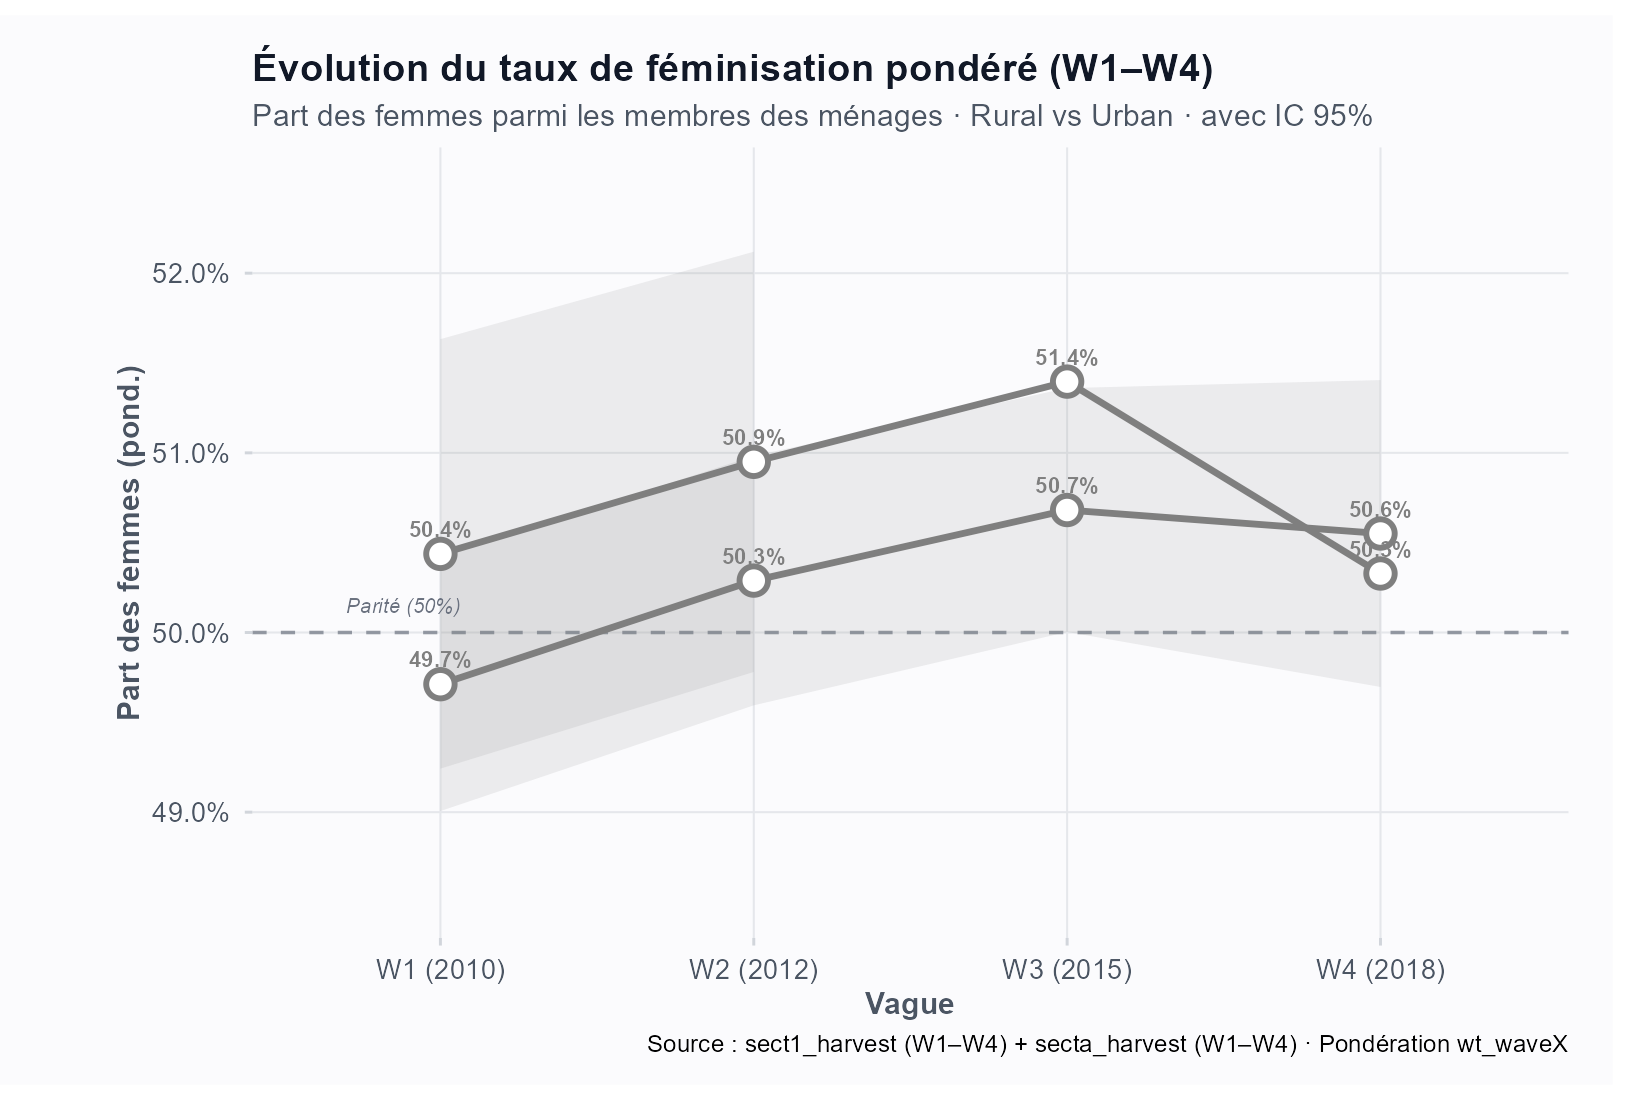 Évolution du taux de féminisation pondéré (W1–W4)
Part des femmes parmi les membres des ménages · Rural vs Urban · avec IC 95%
Part des femmes (pond.)
52.0%
51.0%
50.0%
49.0%
51.4%
50.9%
50.7%
50.6%
50.4%
50.3%
50.3%
Parité (50%)
49.7%
W1 (2010)
W2 (2012)
W3 (2015)
W4 (2018)
Vague
Source : sect1_harvest (W1–W4) + secta_harvest (W1–W4) · Pondération wt_waveX